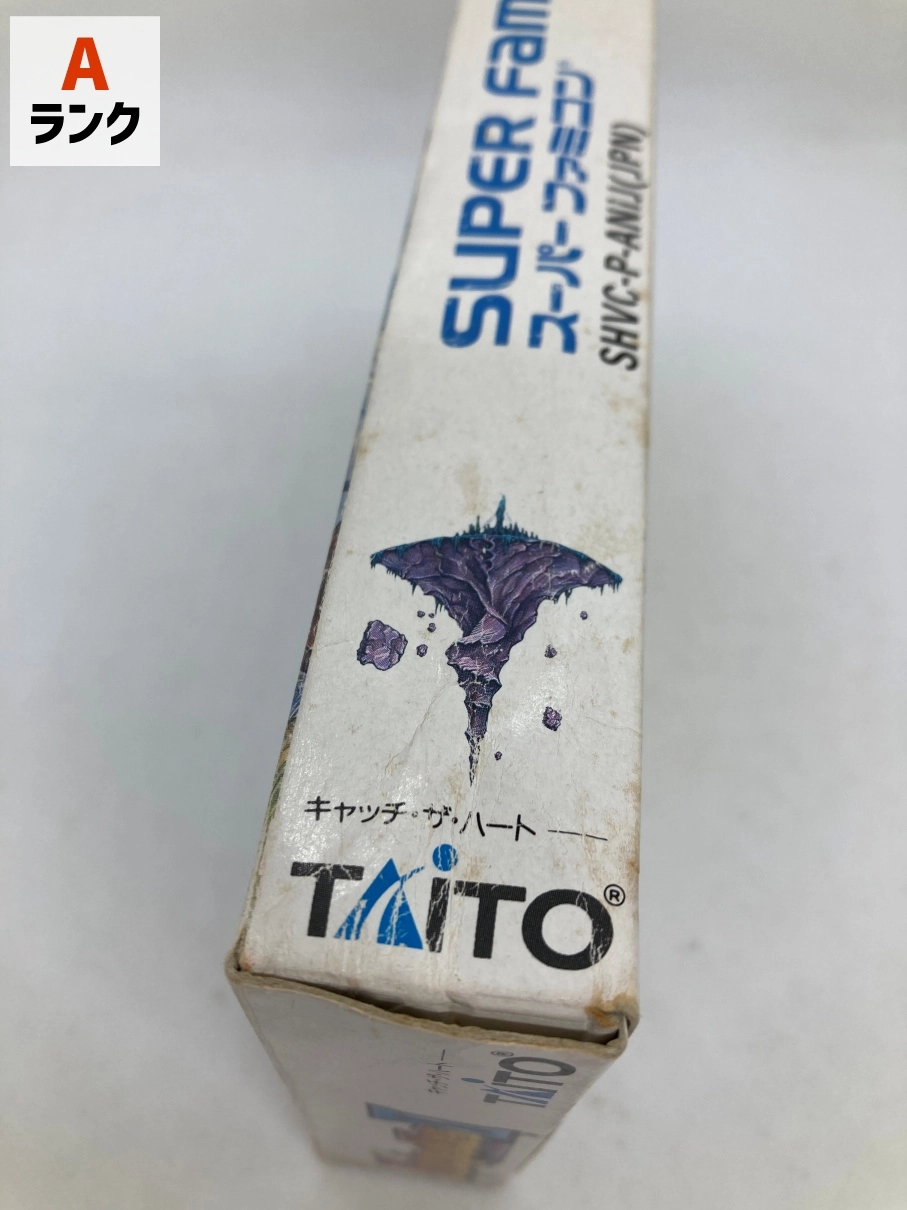 A
ランク
SUPER Fam
スーパーファミコン
SHVC-P-ANIJ(JPN)
キャッチ・ザ・ハート
TAiTO®
TAiTO®